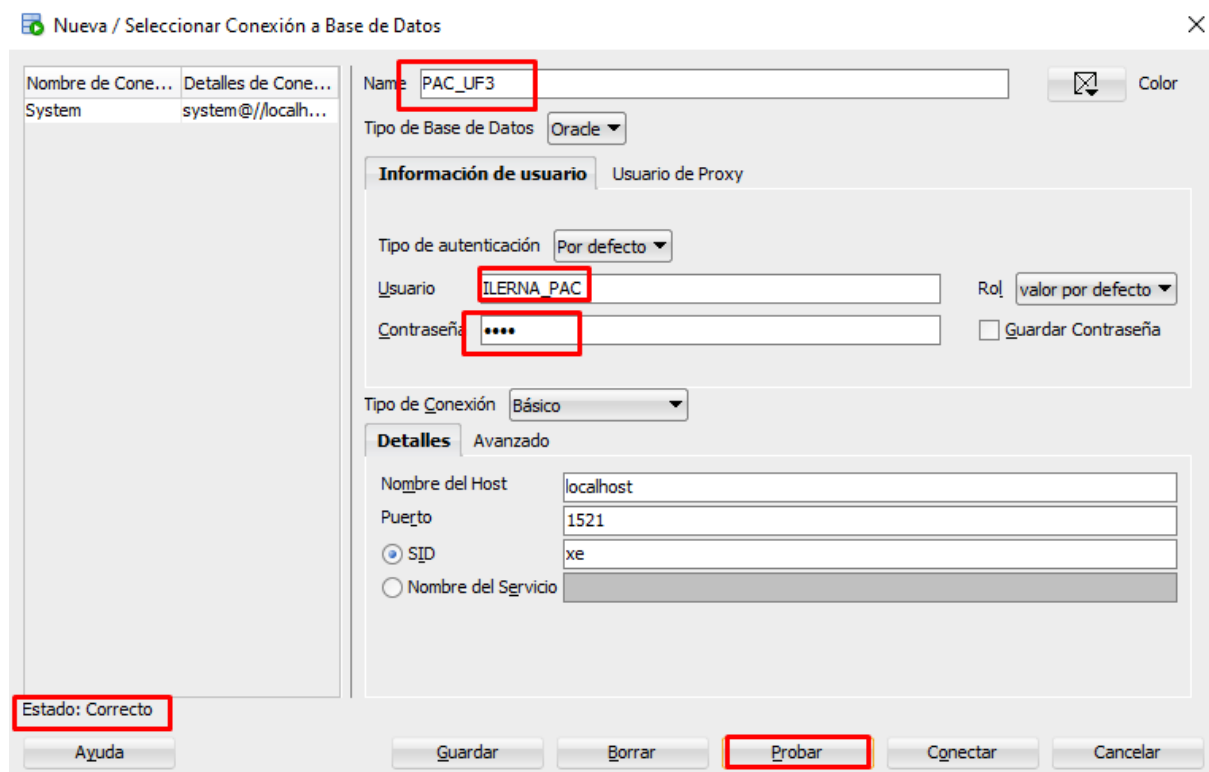 Nueva / Seleccionar Conexión a Base de Datos
Nombre de Cone... Detalles de Cone...
System system@//localh...
Name PAC_UF3 Color
Tipo de Base de Datos Oracle
Información de usuario Usuario de Proxy
Tipo de autenticación Por defecto
Usuario ILERNA_PAC Rol valor por defecto
Contraseña •••• Guardar Contraseña
Tipo de Conexión Básico
Detalles Avanzado
Nombre del Host localhost
Puerto 1521
SID xe
Nombre del Servicio
Estado: Correcto
Ayuda Guardar Borrar Probar Conectar Cancelar